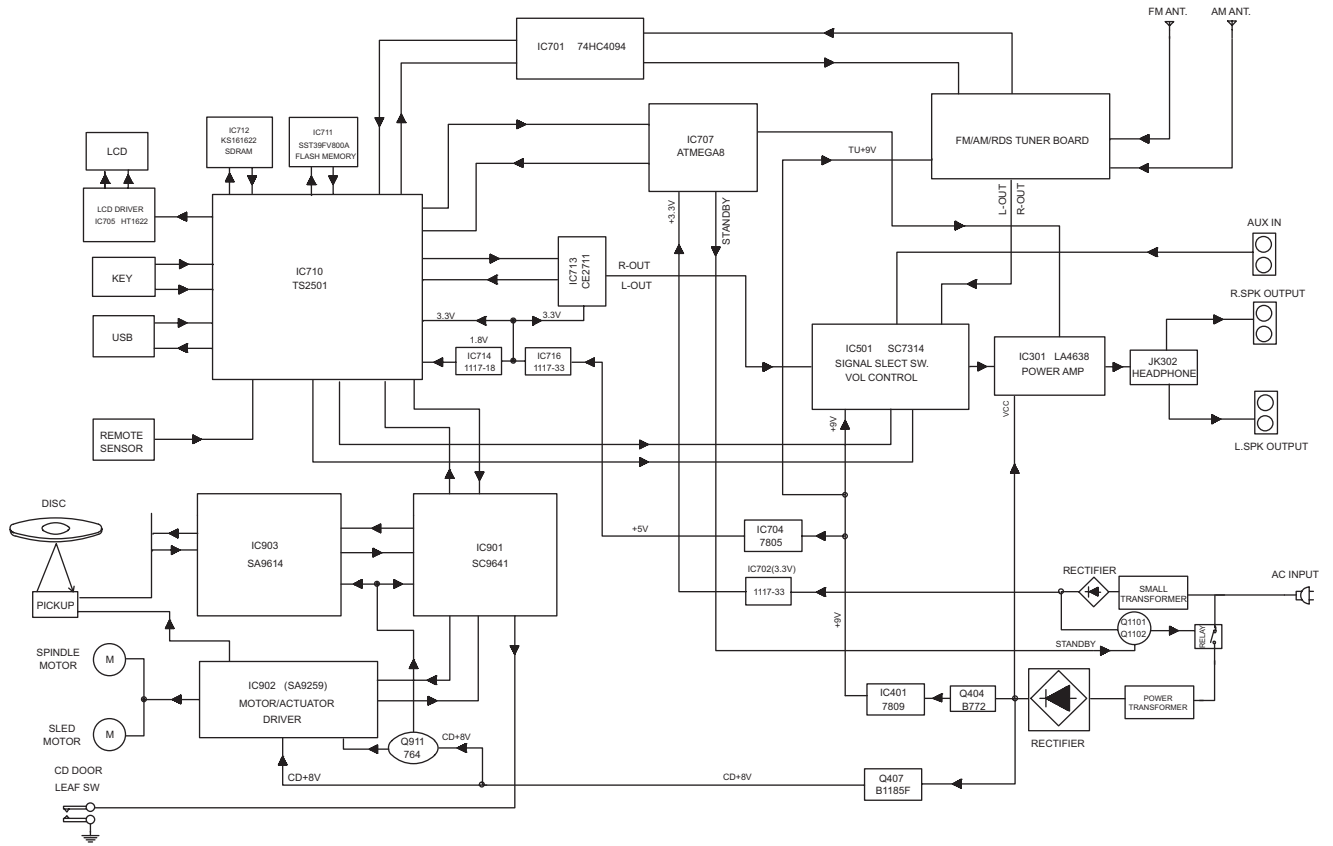 FM ANT.
AM ANT.
IC701 74HC4094
IC712
KS161622
SDRAM
IC711
SST39FV800A
FLASH MEMORY
IC707
ATMEGA8
FM/AM/RDS TUNER BOARD
TU+9V
LCD
LCD DRIVER
IC705 HT1622
L-OUT
R-OUT
+3.3V
STANDBY
AUX IN
KEY
IC710
TS2501
IC713
CE2711
R-OUT
L-OUT
R.SPK OUTPUT
USB
3.3V
3.3V
1.8V
IC714
1117-18
IC716
1117-33
IC501 SC7314
SIGNAL SLECT SW.
VOL CONTROL
IC301 LA4638
POWER AMP
JK302
HEADPHONE
VCC
+9V
REMOTE
SENSOR
L.SPK OUTPUT
DISC
IC903
SA9614
IC901
SC9641
+5V
IC704
7805
IC702(3.3V)
1117-33
RECTIFIER
SMALL
TRANSFORMER
AC INPUT
PICKUP
+9V
Q1101
Q1102
RELAY
STANDBY
SPINDLE
MOTOR
M
IC902 (SA9259)
MOTOR/ACTUATOR
DRIVER
IC401
7809
Q404
B772
POWER
TRANSFORMER
SLED
MOTOR
M
Q911
764
CD+8V
RECTIFIER
CD DOOR
LEAF SW
CD+8V
CD+8V
Q407
B1185F